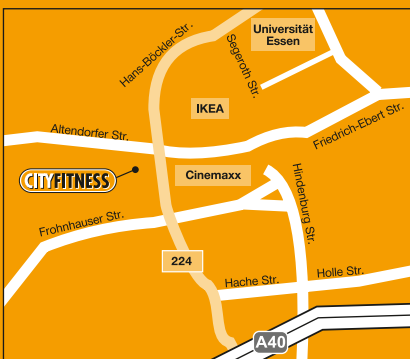 Universität
Essen
Hans-Böckler-Str.
Segeroth Str.
IKEA
Friedrich-Ebert Str.
Altendorfer Str.
CITYFITNESS
Cinemaxx
Hindenburg Str.
Frohnhauser Str.
224
Hache Str.
Holle Str.
A40